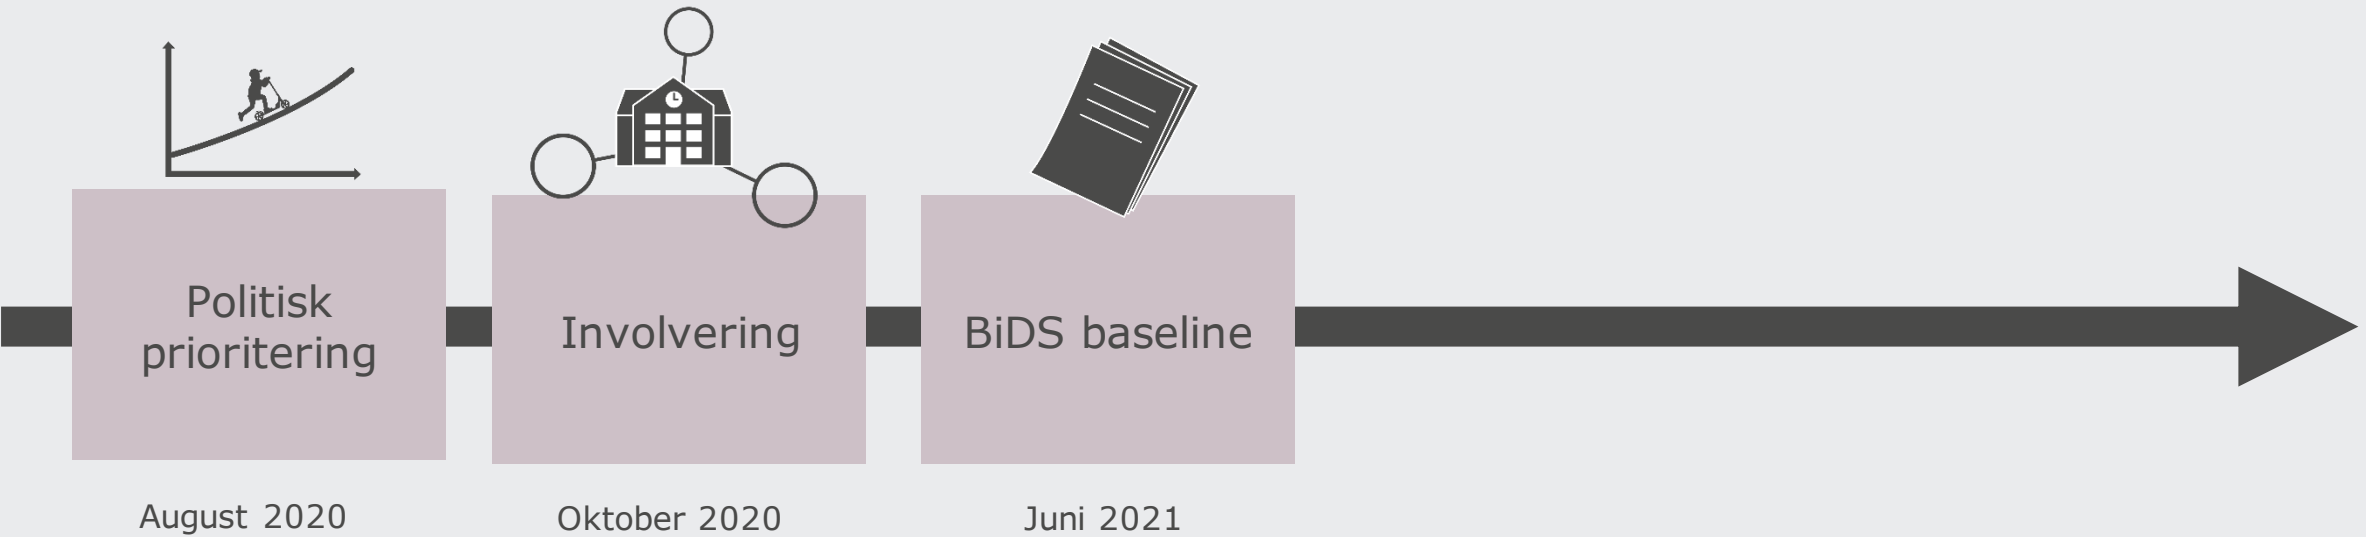 Politisk
prioritering
Involvering
BiDS baseline
August 2020
Oktober 2020
Juni 2021